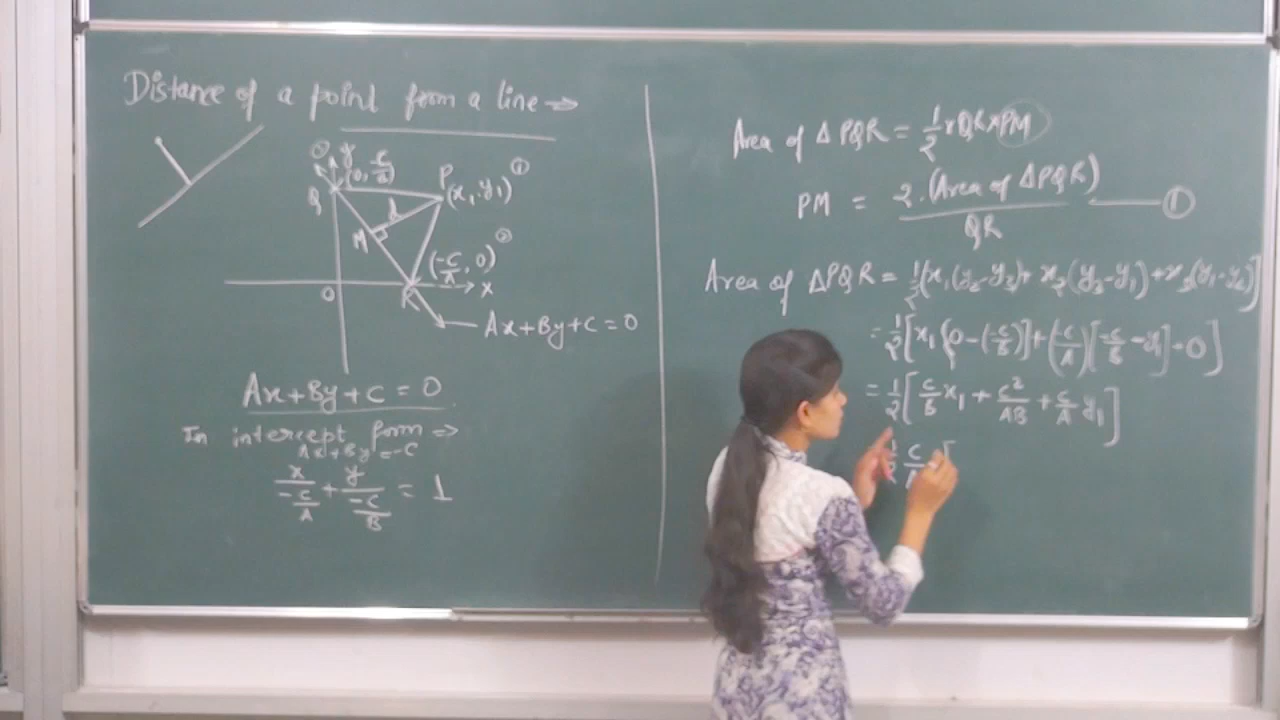 Distance of a point from a line ⇒
③ y
(0, -C/B)
Q
P
(x₁, y₁) ①
d
M
(-C/A, 0) ②
O
R
x
Ax+By+C=0
Ax+By+C=0
In intercept form ⇒
Ax+By=-C
x/(-C/A) + y/(-C/B) = 1
Area of Δ PQR = 1/2 × QR × PM
PM = 2.(Area of ΔPQR)/QR ——①
Area of ΔPQR = 1/2[x₁(y₂-y₃)+ x₂(y₃-y₁)+x₃(y₁-y₂)]
= 1/2[x₁{0-(-C/B)}+(-C/A)[-C/B-y₁]-0]
= 1/2[C/B x₁ + C²/AB + C/A y₁]
C